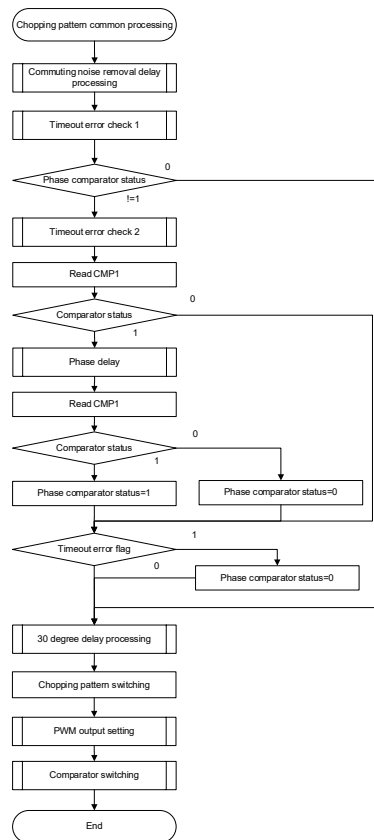 Chopping pattern common processing
Commuting noise removal delay
processing
Timeout error check 1
Phase comparator status
0
!=1
Timeout error check 2
Read CMP1
Comparator status
0
1
Phase delay
Read CMP1
Comparator status
0
1
Phase comparator status=1
Phase comparator status=0
Timeout error flag
1
0
Phase comparator status=0
30 degree delay processing
Chopping pattern switching
PWM output setting
Comparator switching
End